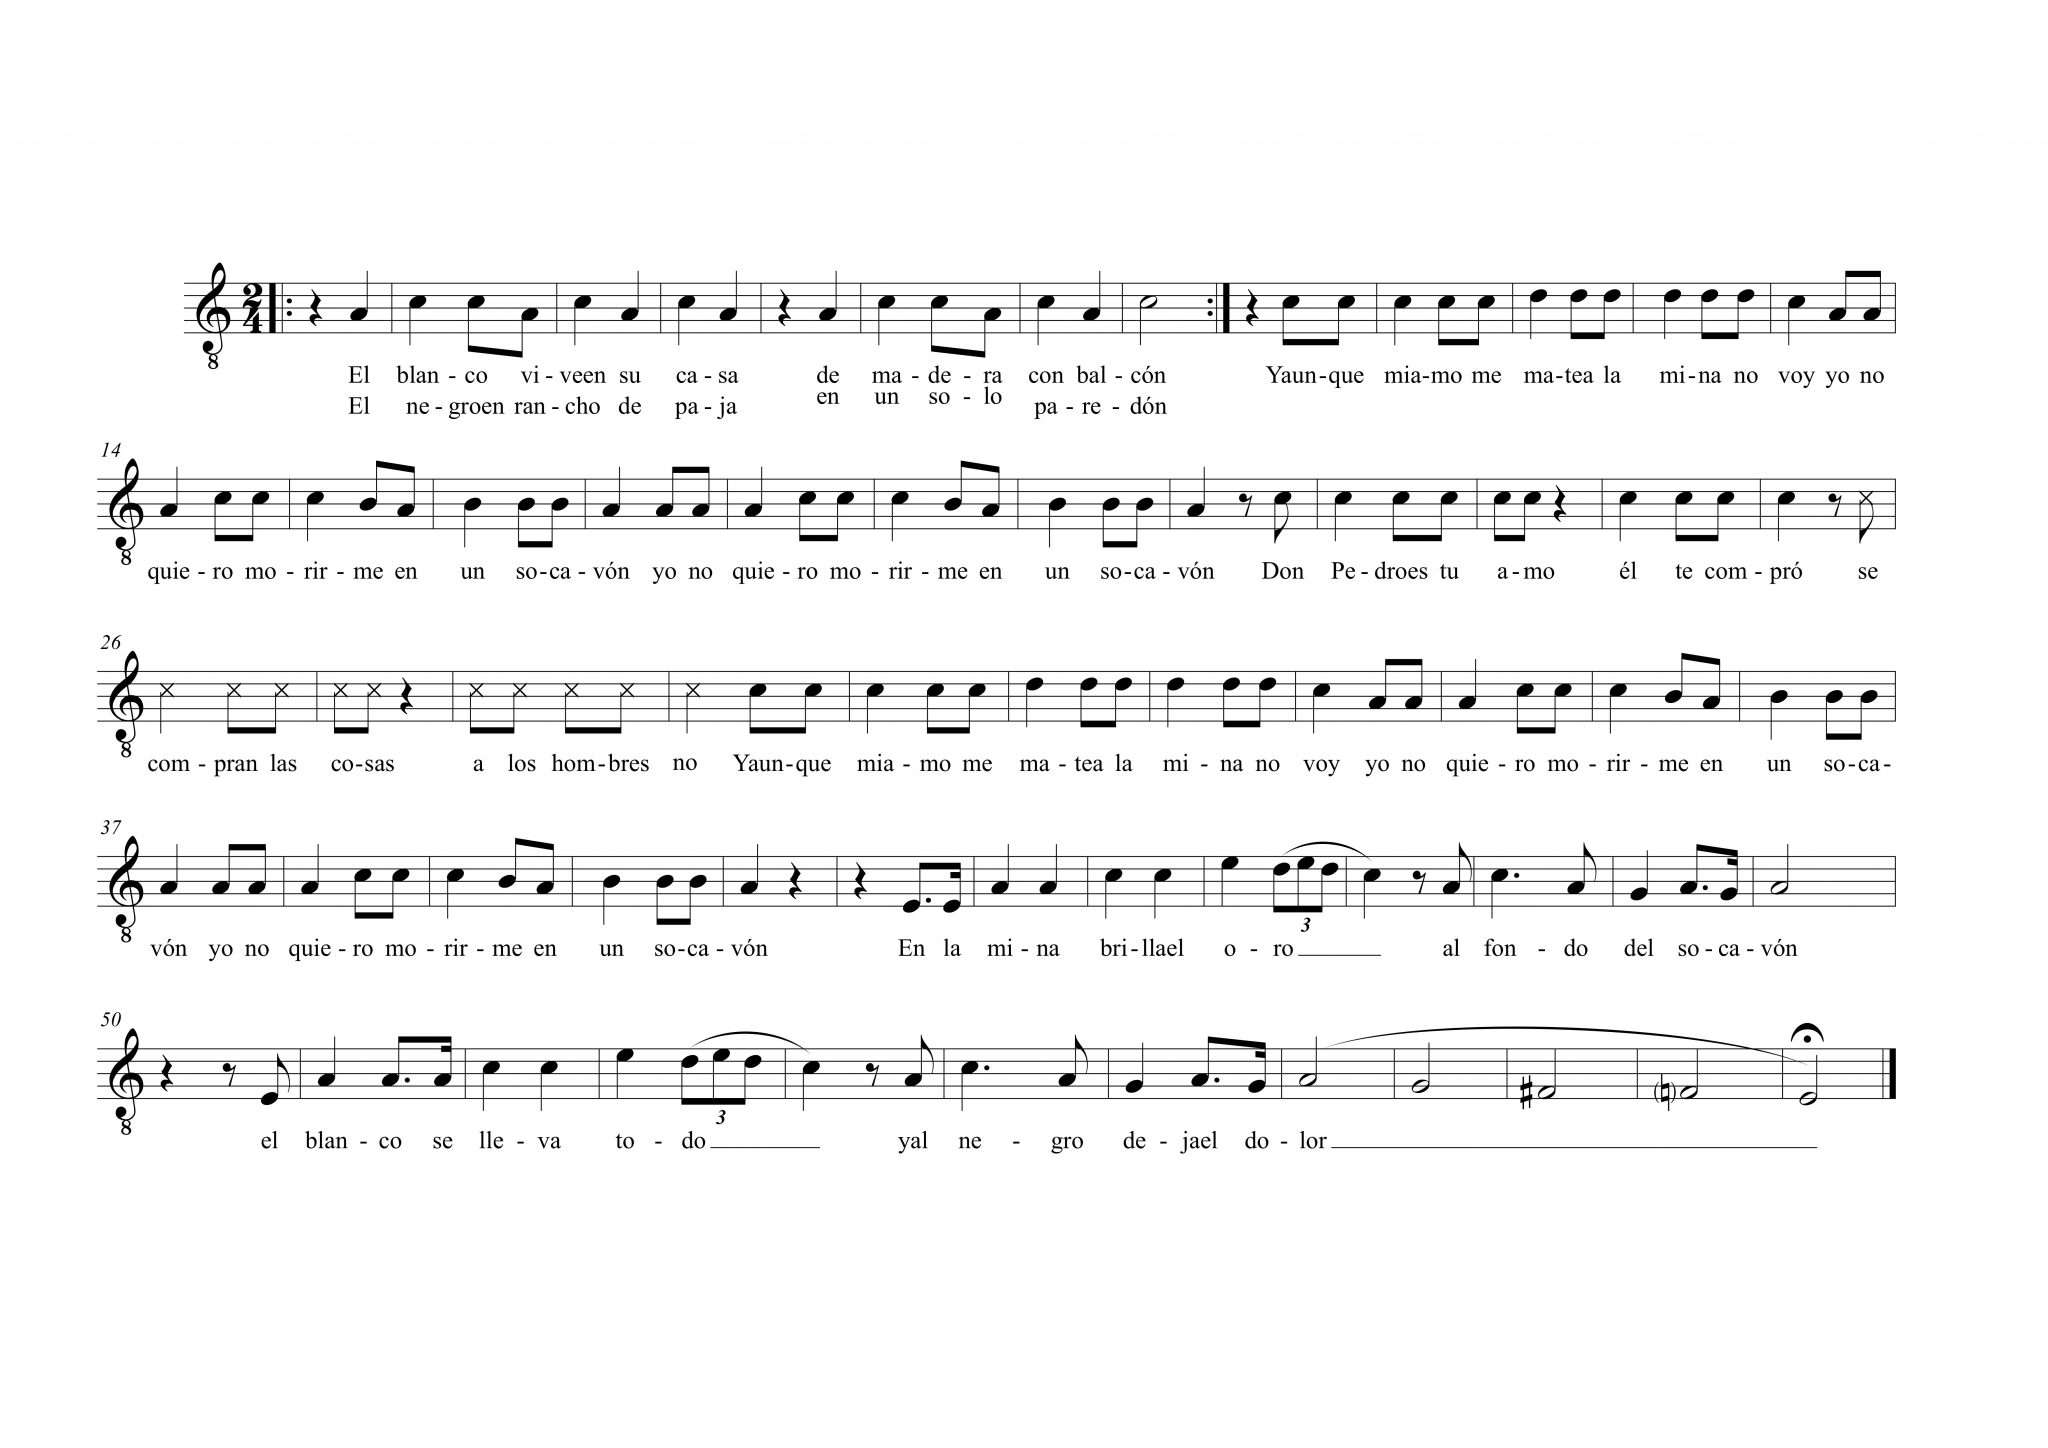 2
4
8
El blan - co vi - veen su ca - sa de ma - de - ra con bal - cón Yaun - que mia - mo me ma - tea la mi - na no voy yo no
El ne - groen ran - cho de pa - ja en un so - lo pa - re - dón
14
8
quie - ro mo - rir - me en un so - ca - vón yo no quie - ro mo - rir - me en un so - ca - vón Don Pe - droes tu a - mo él te com - pró se
26
8
com - pran las co - sas a los hom - bres no Yaun - que mia - mo me ma - tea la mi - na no voy yo no quie - ro mo - rir - me en un so - ca -
37
8
3
vón yo no quie - ro mo - rir - me en un so - ca - vón En la mi - na bri - llael o - ro al fon - do del so - ca - vón
50
8
3
el blan - co se lle - va to - do yal ne - gro de - jael do - lor